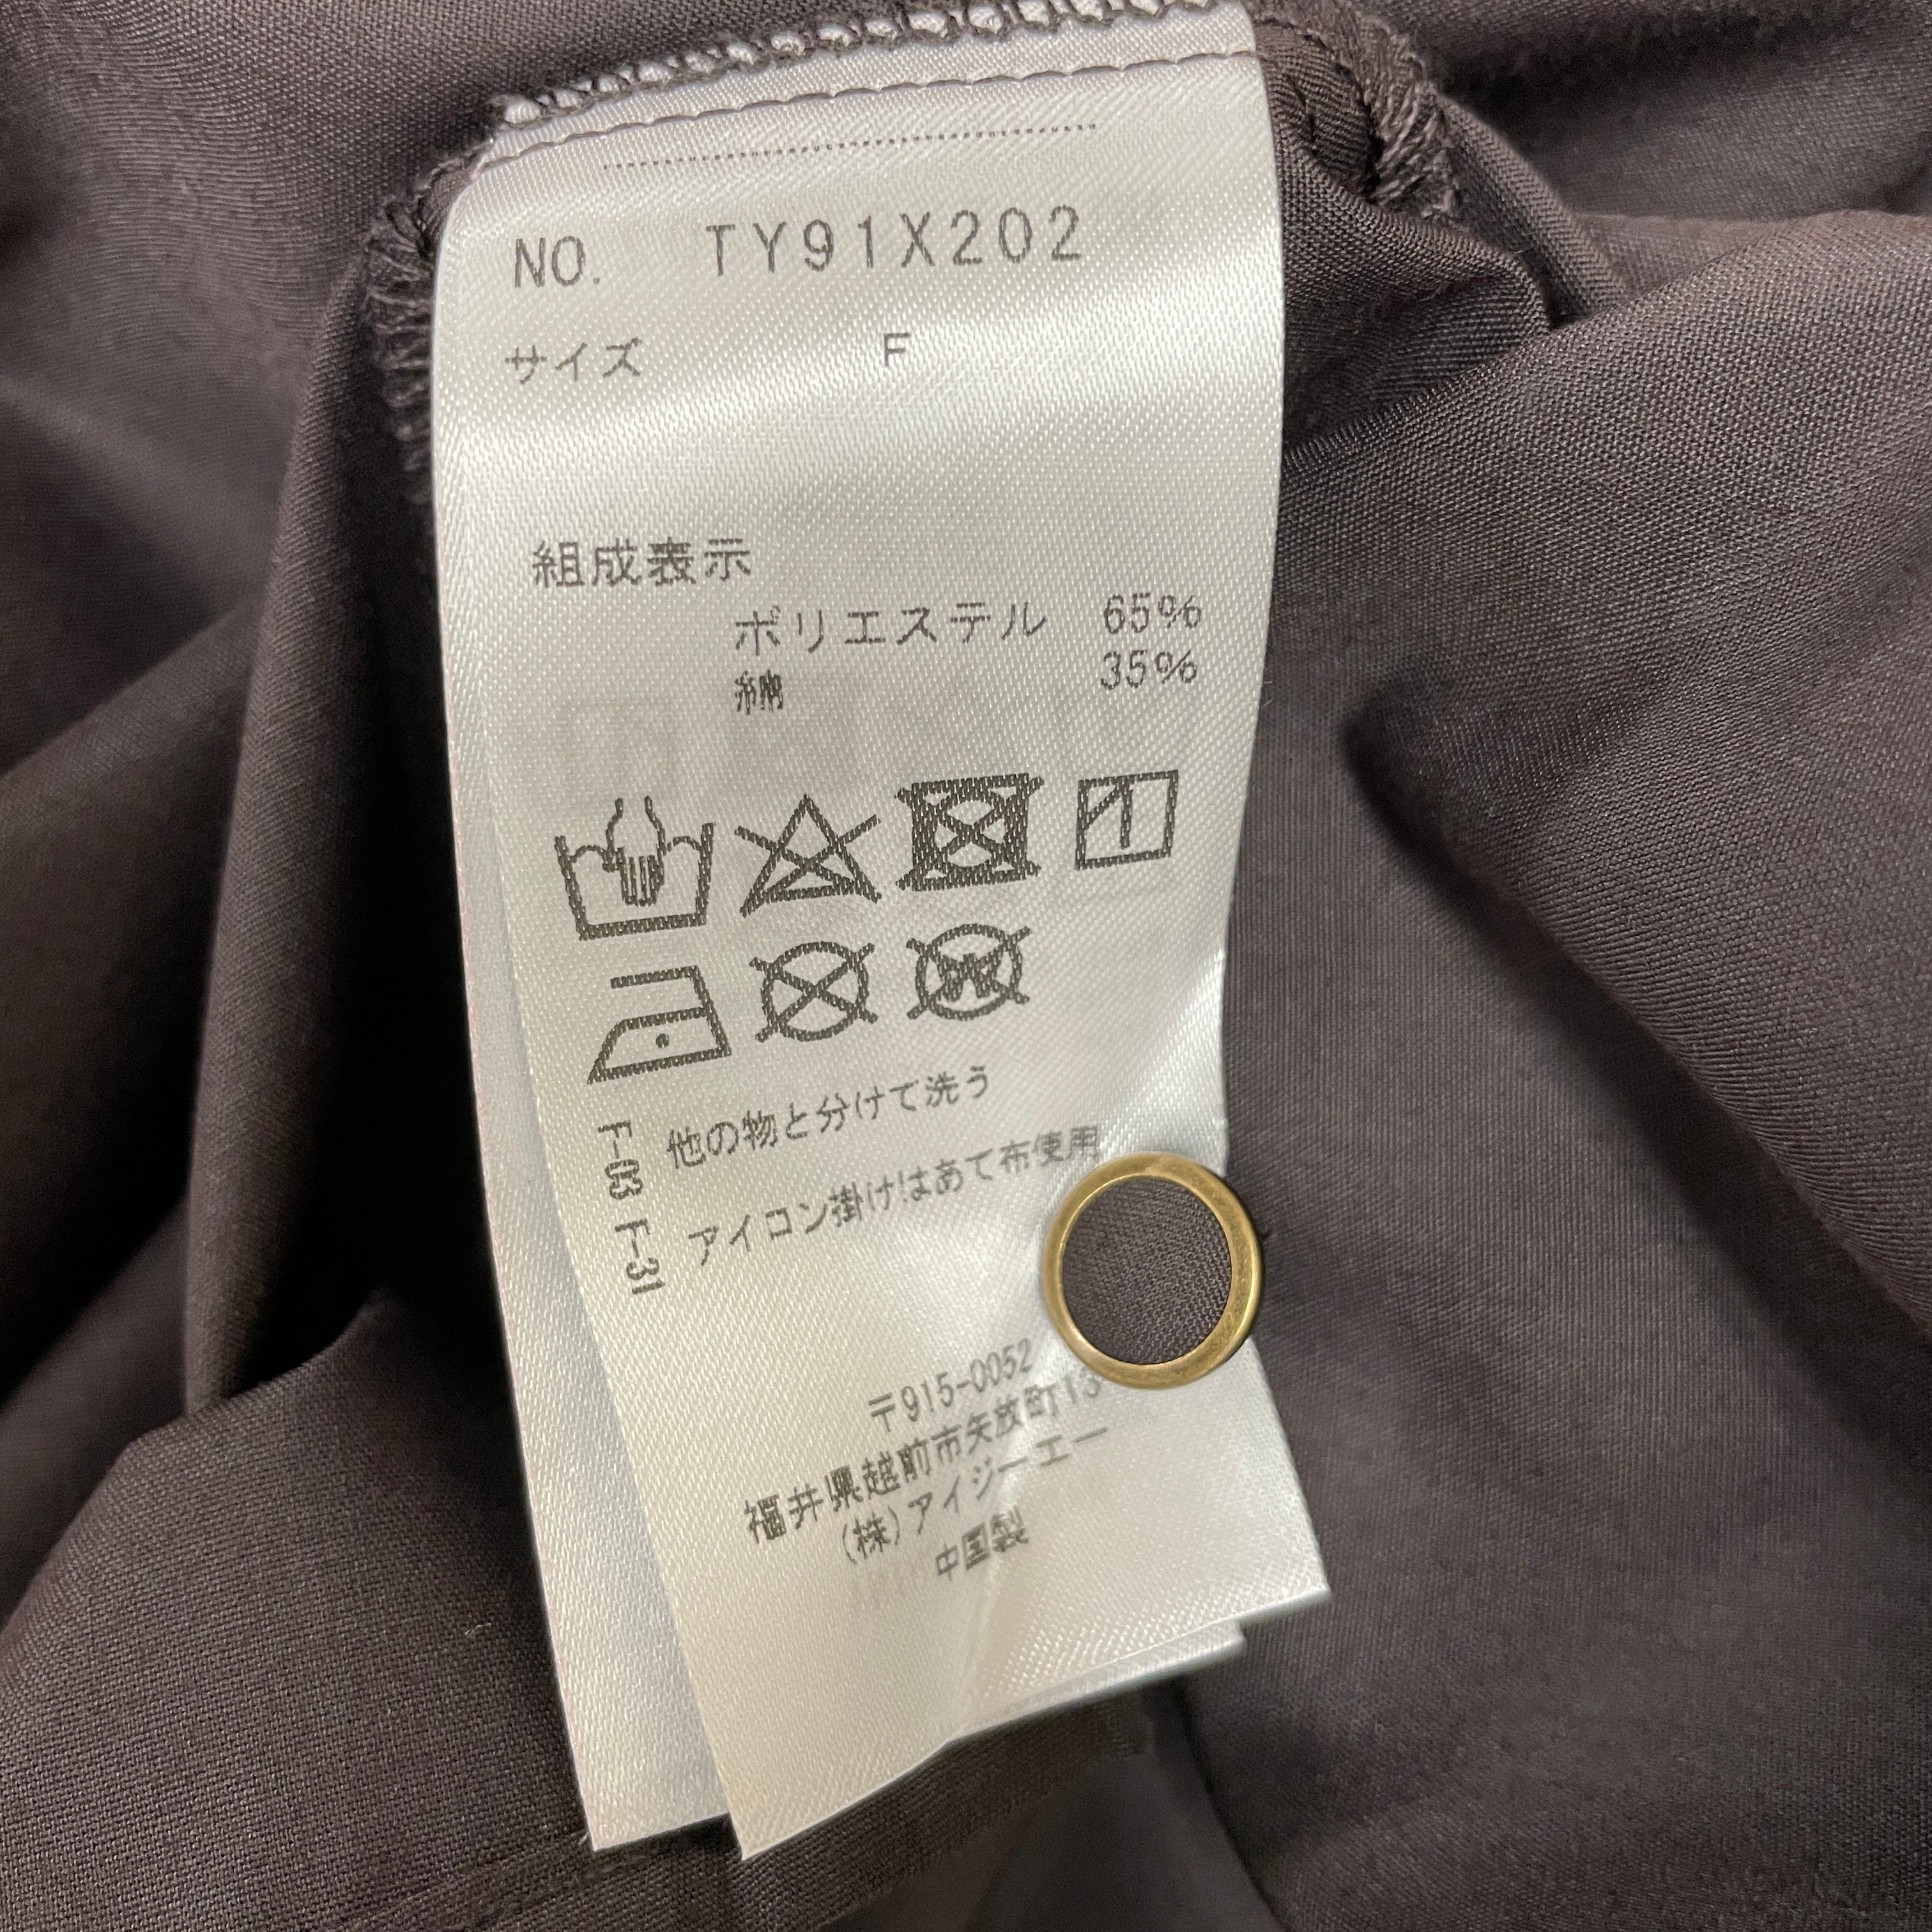 NO. TY91X202
サイズ F
組成表示
ポリエステル 65%
綿 35%
F-03 他の物と分けて洗う
F-31 アイロン掛けはあて布使用
〒915-0052
福井県越前市矢放町13
(株)アイジーエー
中国製